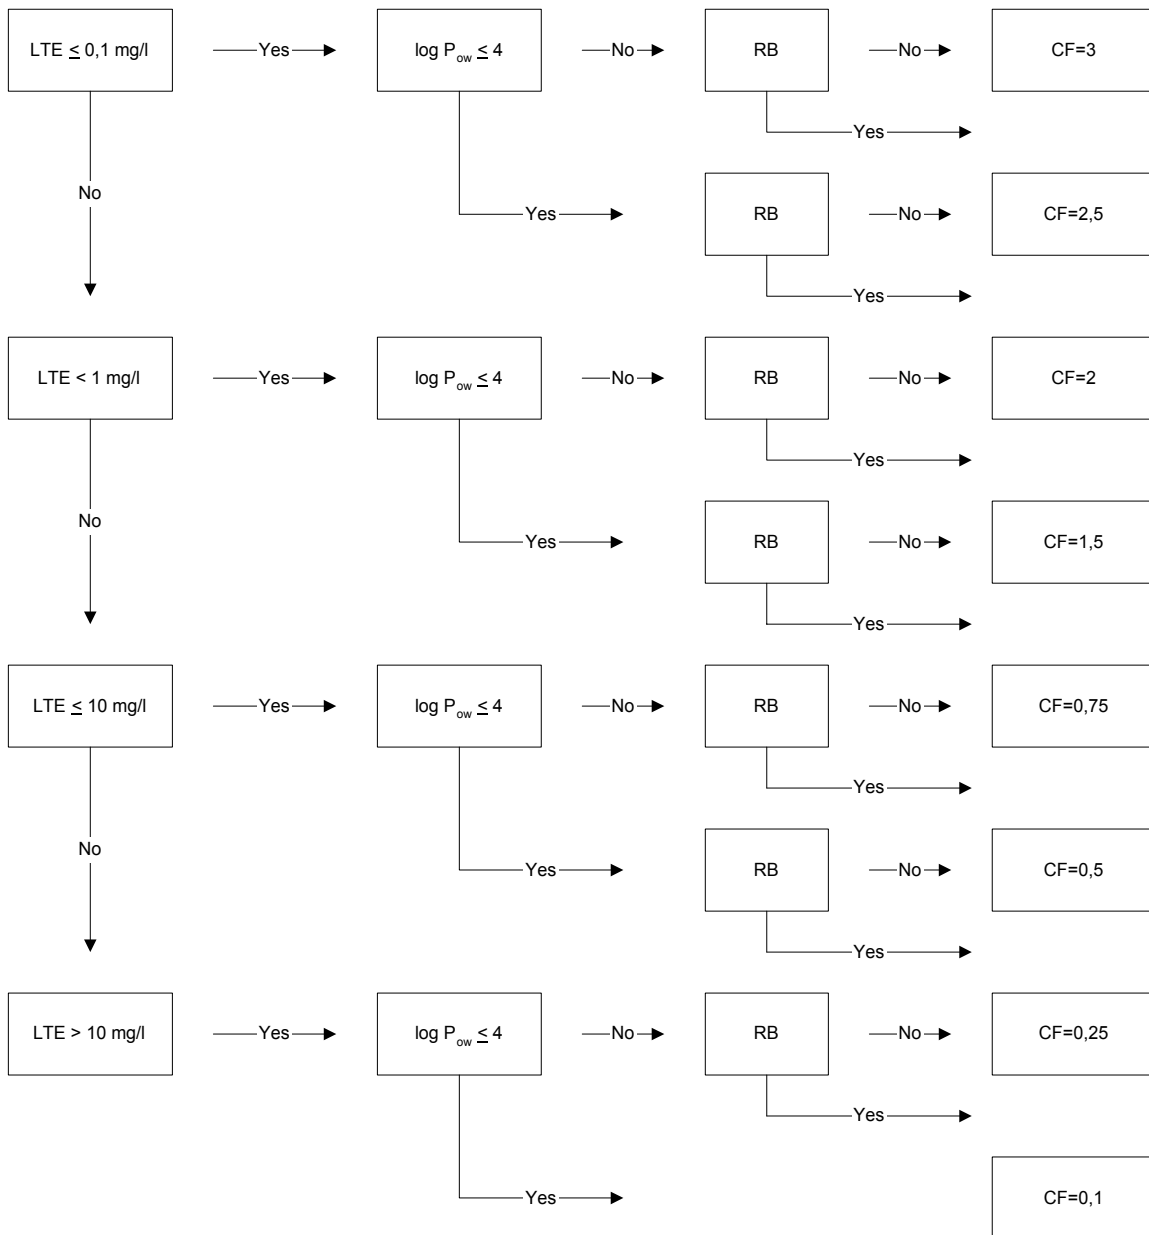 LTE ≤ 0,1 mg/l Yes log Pow ≤ 4 No RB No CF=3
Yes
No
Yes RB No CF=2,5
Yes
LTE < 1 mg/l Yes log Pow ≤ 4 No RB No CF=2
Yes
No
Yes RB No CF=1,5
Yes
LTE ≤ 10 mg/l Yes log Pow ≤ 4 No RB No CF=0,75
Yes
No
Yes RB No CF=0,5
Yes
LTE > 10 mg/l Yes log Pow ≤ 4 No RB No CF=0,25
Yes
Yes CF=0,1